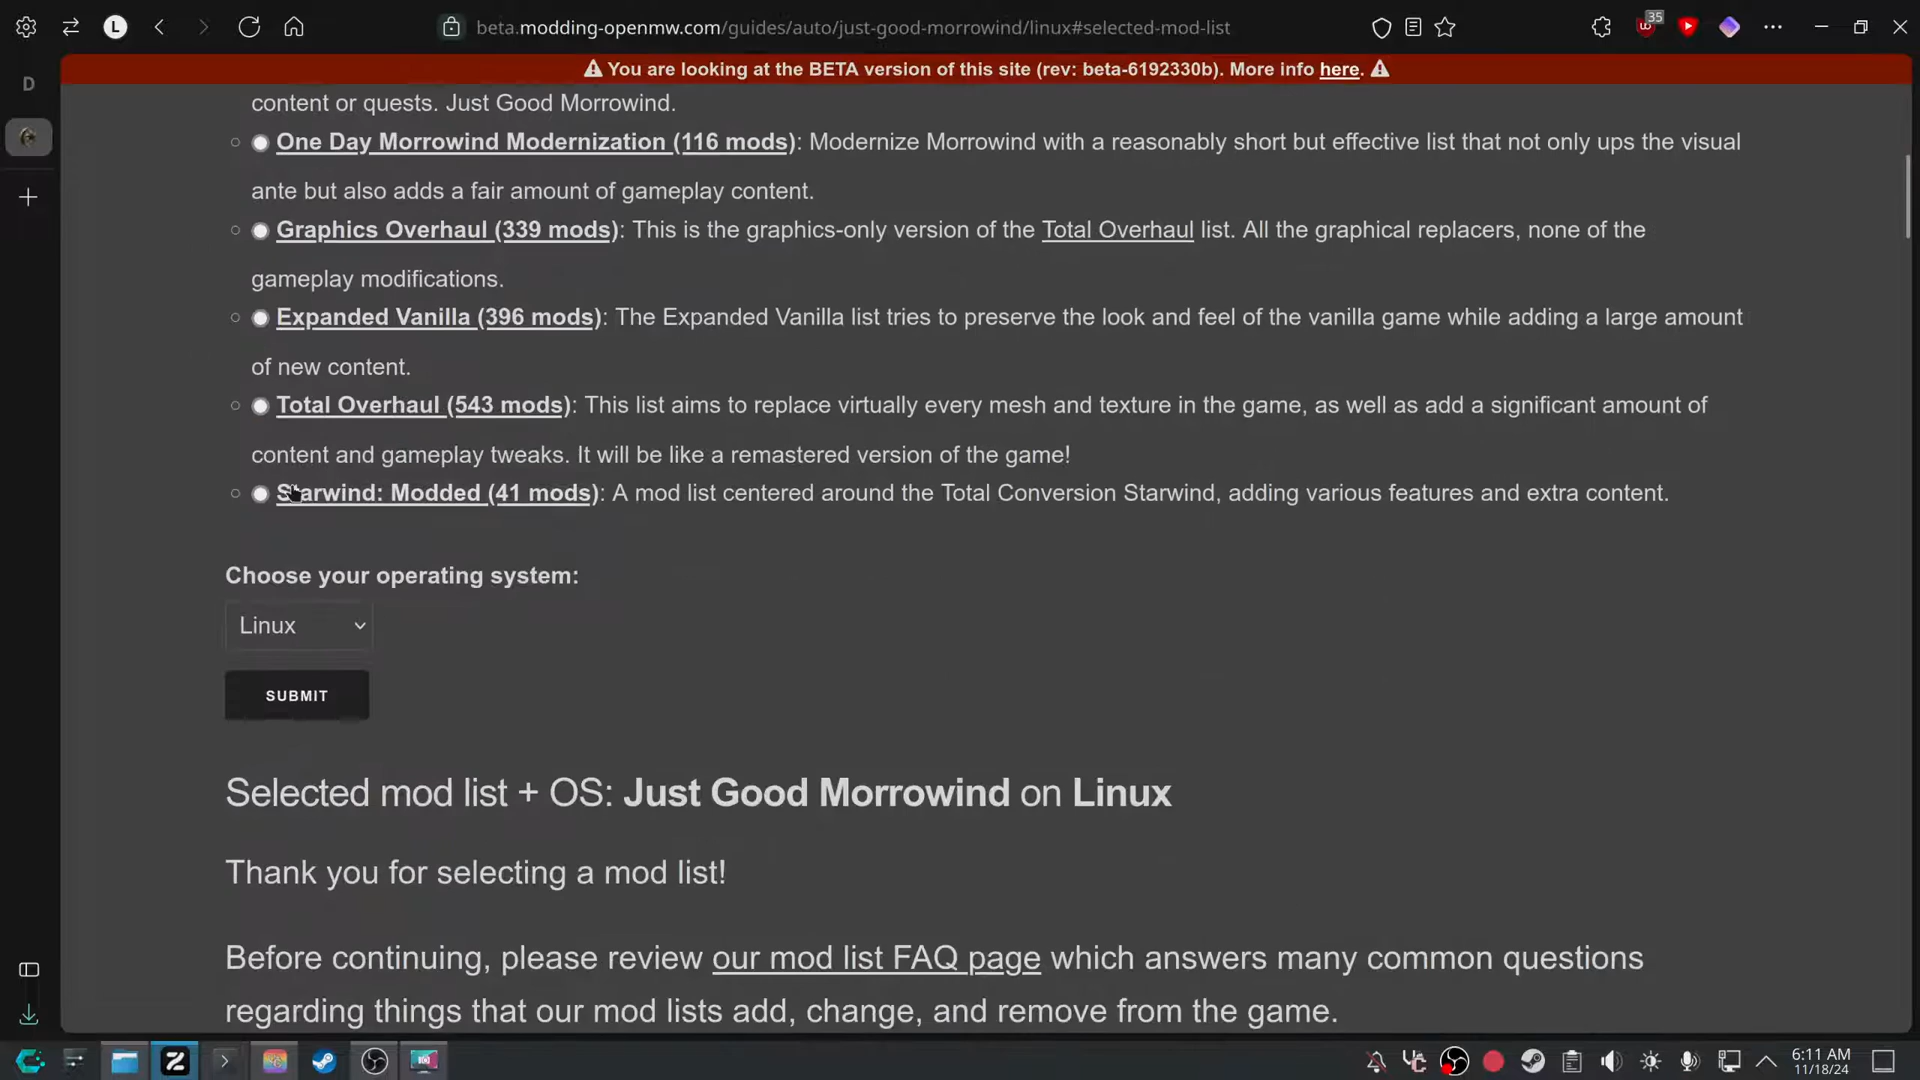 L
beta.modding-openmw.com/guides/auto/just-good-morrowind/linux#selected-mod-list
35
You are looking at the BETA version of this site (rev: beta-6192330b). More info here.
D
content or quests. Just Good Morrowind.
One Day Morrowind Modernization (116 mods): Modernize Morrowind with a reasonably short but effective list that not only ups the visual
ante but also adds a fair amount of gameplay content.
Graphics Overhaul (339 mods): This is the graphics-only version of the Total Overhaul list. All the graphical replacers, none of the
gameplay modifications.
Expanded Vanilla (396 mods): The Expanded Vanilla list tries to preserve the look and feel of the vanilla game while adding a large amount
of new content.
Total Overhaul (543 mods): This list aims to replace virtually every mesh and texture in the game, as well as add a significant amount of
content and gameplay tweaks. It will be like a remastered version of the game!
Starwind: Modded (41 mods): A mod list centered around the Total Conversion Starwind, adding various features and extra content.
Choose your operating system:
Linux
SUBMIT
Selected mod list + OS: Just Good Morrowind on Linux
Thank you for selecting a mod list!
Before continuing, please review our mod list FAQ page which answers many common questions
regarding things that our mod lists add, change, and remove from the game.
6:11 AM
11/18/24